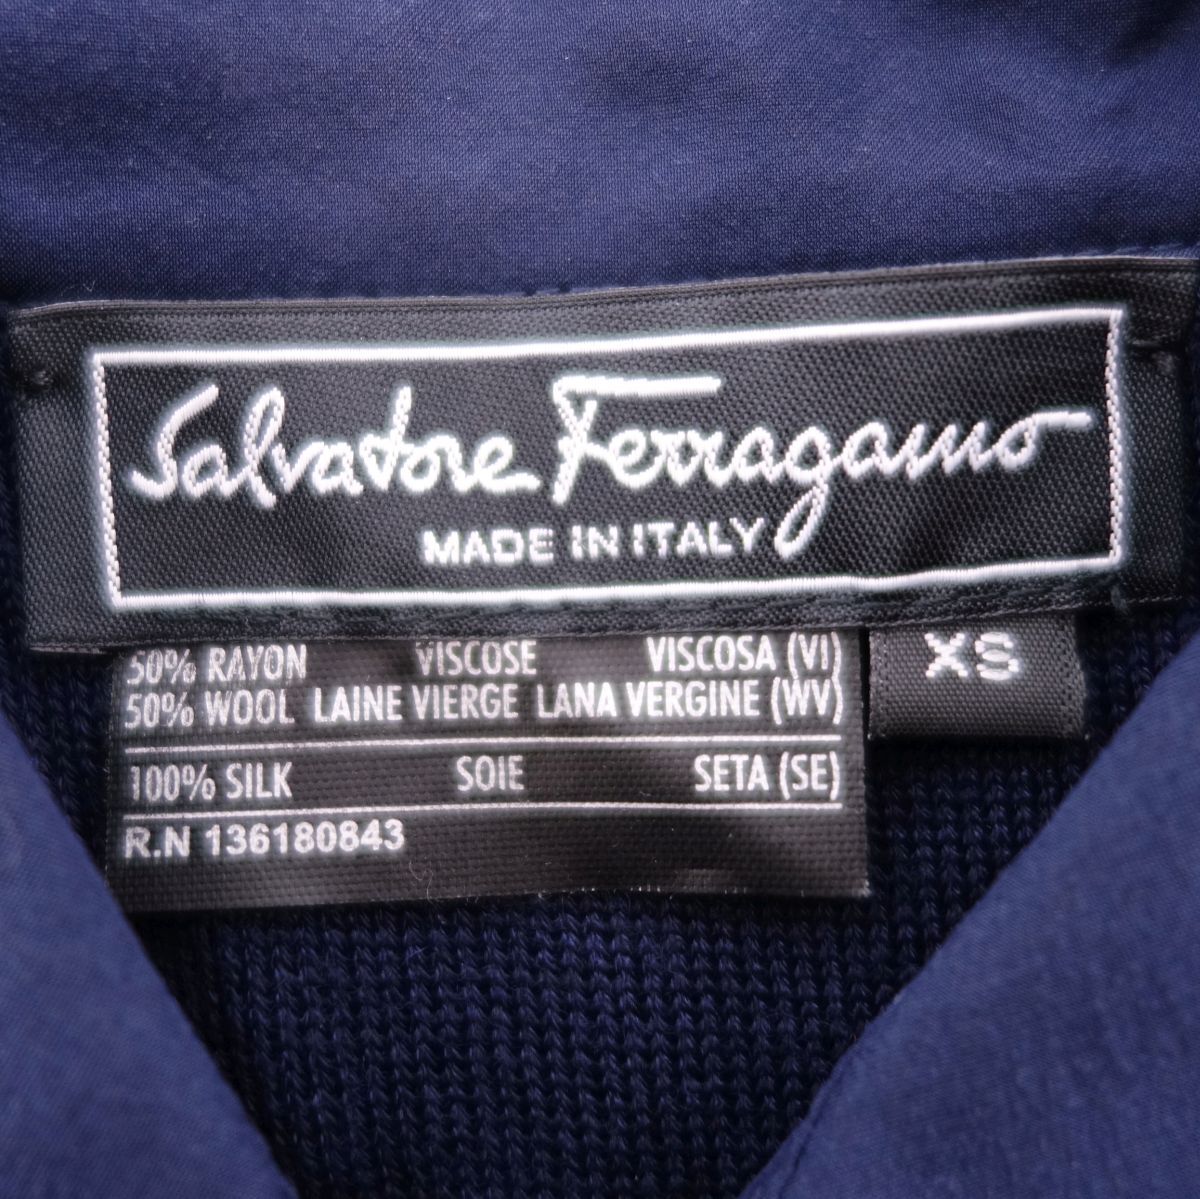 Salvatore Ferragamo
MADE IN ITALY
50% RAYON VISCOSE VISCOSA (VI)
50% WOOL LAINE VIERGE LANA VERGINE (WV)
100% SILK SOIE SETA (SE)
R.N 136180843
XS